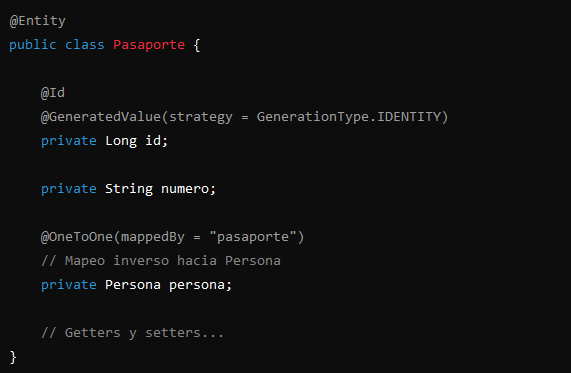 @Entity
public class Pasaporte {
@Id
@GeneratedValue(strategy = GenerationType.IDENTITY)
private Long id;
private String numero;
@OneToOne(mappedBy = "pasaporte")
// Mapeo inverso hacia Persona
private Persona persona;
// Getters y setters...
}